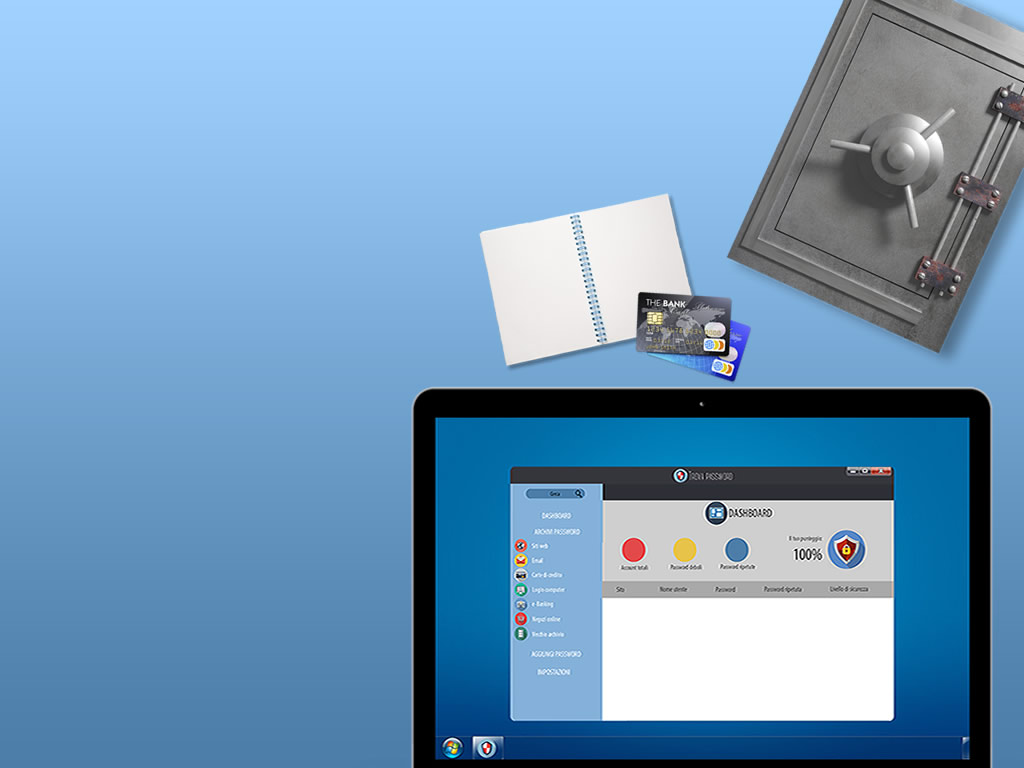 THE BANK
TROVA PASSWORD
Cerca
DASHBOARD
DASHBOARD
ARCHIVI PASSWORD
Siti web
Email
Carte di credito
Login computer
e-Banking
Negozi online
Vecchio archivio
AGGIUNGI PASSWORD
IMPOSTAZIONI
Account totali
Password deboli
Password ripetute
Il tuo punteggio:
100%
Sito Nome utente Password Password ripetuta Livello di sicurezza